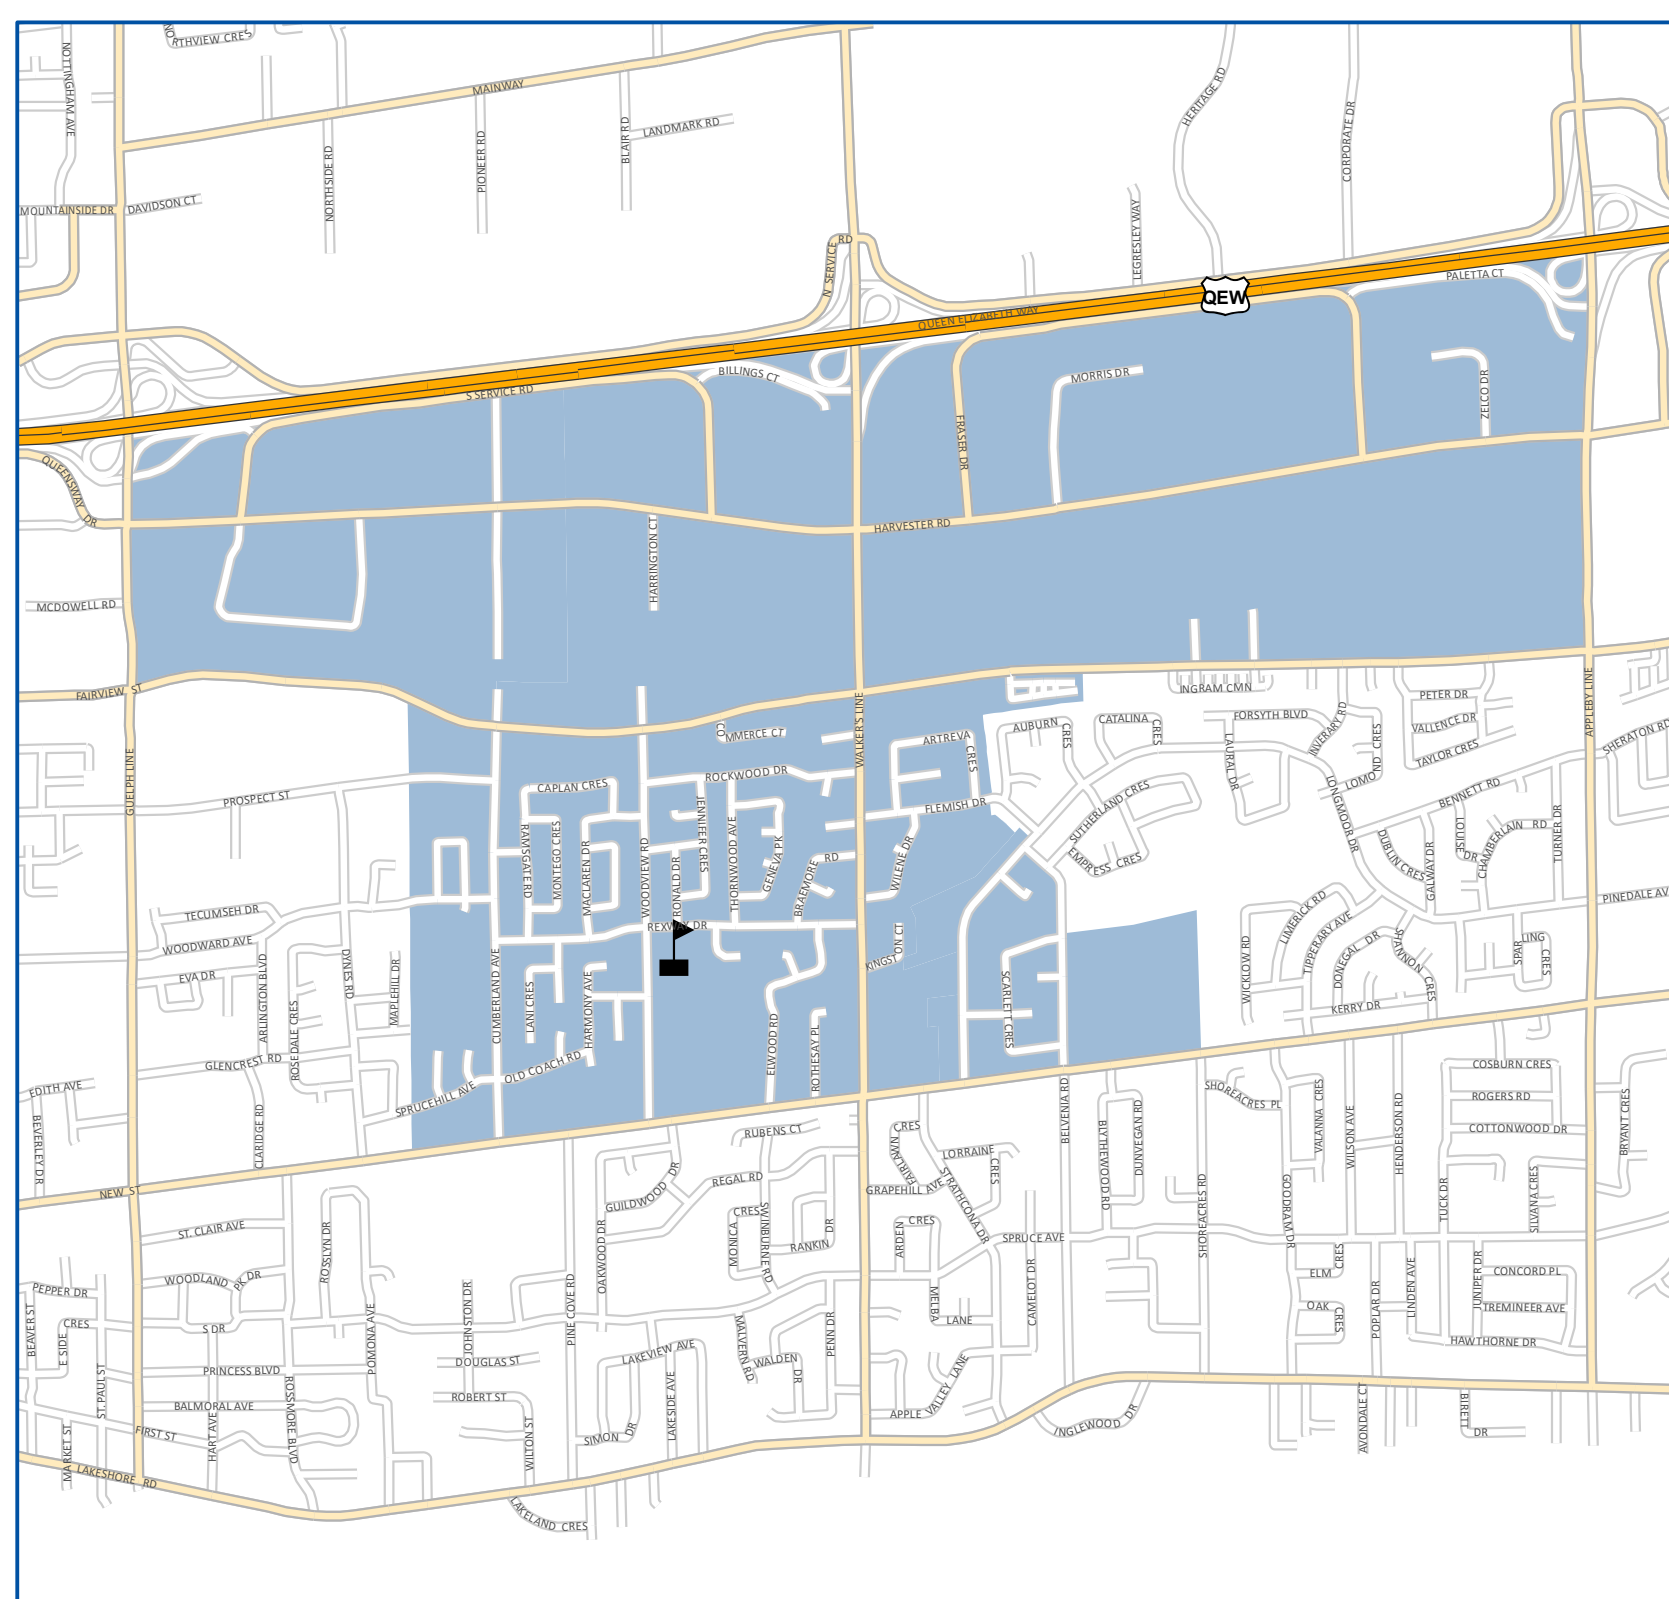 NORTHVIEW CRES
NOTTINGHAM AVE
MAINWAY
HERITAGE RD
CORPORATE DR
BLAIR RD
LANDMARK RD
PIONEER RD
NORTHSIDE RD
MOUNTAINSIDE DR
DAVIDSON CT
LEGRESLEY WAY
N SERVICE RD
PALETTA CT
QEW
QUEEN ELIZABETH WAY
BILLINGS CT
MORRIS DR
ZELCO DR
S SERVICE RD
FRASER DR
QUEENSWAY DR
HARVESTER RD
HARRINGTON CT
MCDOWELL RD
FAIRVIEW ST
INGRAM CMN
PETER DR
APPLEBY LINE
WALKER'S LINE
COMMERCE CT
ARTREVA CRES
AUBURN CRES
CATALINA CRES
FORSYTH BLVD
INVERARY RD
VALLENCE DR
TAYLOR CRES
SHERATON RD
LOMOND CRES
LAURAL DR
GUELPH LINE
PROSPECT ST
CAPLAN CRES
ROCKWOOD DR
FLEMISH DR
SUTHERLAND CRES
LONGMOOR DR
BENNETT RD
RAMSGATE RD
MONTEGO CRES
MACLAREN DR
WOODVIEW RD
RONALD DR
JENNIFER CRES
THORNWOOD AVE
GENEVA PK
BRAEMORE RD
WILENE DR
EMPRESS CRES
DUBLIN CRES
GALWAY DR
LOUISE DR
CHAMBERLAIN RD
TURNER DR
PINEDALE AV
TECUMSEH DR
WOODWARD AVE
EVA DR
ARLINGTON BLVD
ROSEDALE CRES
DYNES RD
MAPLEHILL DR
CUMBERLAND AVE
LANI CRES
HARMONY AVE
REXWAY DR
KINGSTON CT
SCARLETT CRES
WICKLOW RD
LIMERICK RD
TIPPERARY AVE
DONEGAL DR
SHANNON CRES
SPARLING CRES
KERRY DR
GLENCREST RD
EDITH AVE
BEVERLEY DR
CLARIDGE RD
SPRUCEHILL AVE
OLD COACH RD
ELWOOD RD
ROTHESAY PL
NEW ST
RUBENS CT
FAIRLAWN CRES
LORRAINE CRES
BELVENIA RD
BLYTHEWOOD RD
DUNVEGAN RD
SHOREACRES PL
VALANNA CRES
WILSON AVE
HENDERSON RD
COSBURN CRES
ROGERS RD
COTTONWOOD DR
BRYANT CRES
GUILDWOOD DR
REGAL RD
GRAPEHILL AVE
STRATHCONA DR
SHOREACRES RD
GOODRAM DR
TUCK DR
SILVANA CRES
ST. CLAIR AVE
ROSSLYN DR
OAKWOOD DR
MONICA CRES
SWINBURNE RD
RANKIN DR
ARDEN CRES
SPRUCE AVE
WOODLAND PK DR
PEPPER DR
BEAVER ST
E SIDE CRES
S DR
POMONA AVE
JOHNSTON DR
PINE COVE RD
MALVERN RD
PENN DR
MELBA LANE
CAMELOT DR
ELM CRES
OAK CRES
POPLAR DR
LINDEN AVE
JUNIPER DR
CONCORD PL
TREMINEER AVE
HAWTHORNE DR
ST. PAUL ST
PRINCESS BLVD
DOUGLAS ST
LAKEVIEW AVE
WALDEN DR
BALMORAL AVE
ROSSMORE BLVD
ROBERT ST
LAKESIDE AVE
APPLE VALLEY LANE
INGLEWOOD DR
AVONDALE CT
BIRETT DR
FIRST ST
HART AVE
MARKET ST
WILTON ST
SIMON DR
LAKESHORE RD
LAKELAND CRES